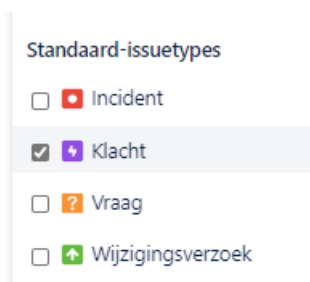 Standaard-issuetypes
Incident
Klacht
Vraag
Wijzigingsverzoek